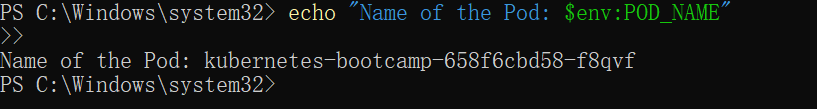 PS C:\Windows\system32> echo "Name of the Pod: $env:POD_NAME"
>>
Name of the Pod: kubernetes-bootcamp-658f6cbd58-f8qvf
PS C:\Windows\system32>